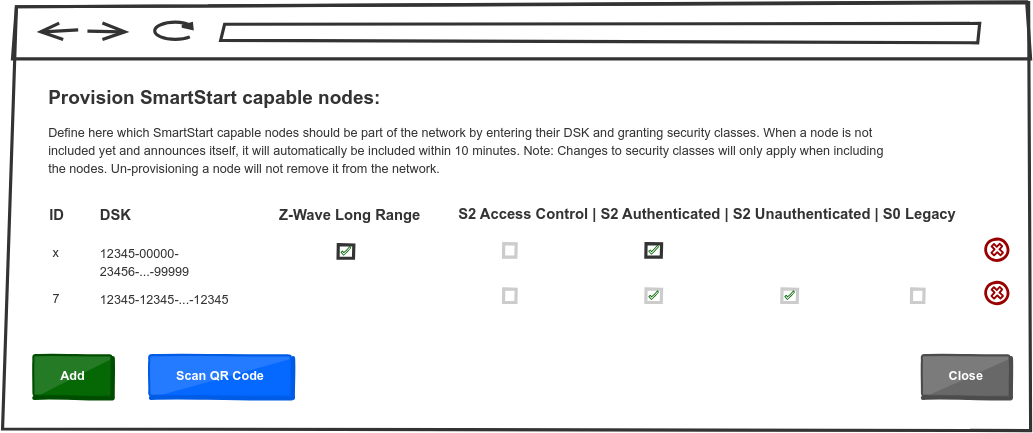 Provision SmartStart capable nodes:
Define here which SmartStart capable nodes should be part of the network by entering their DSK and granting security classes. When a node is not
included yet and announces itself, it will automatically be included within 10 minutes. Note: Changes to security classes will only apply when including
the nodes. Un-provisioning a node will not remove it from the network.
ID DSK Z-Wave Long Range S2 Access Control | S2 Authenticated | S2 Unauthenticated | S0 Legacy
x 12345-00000-
23456-...-99999
7 12345-12345-...-12345
Add Scan QR Code Close